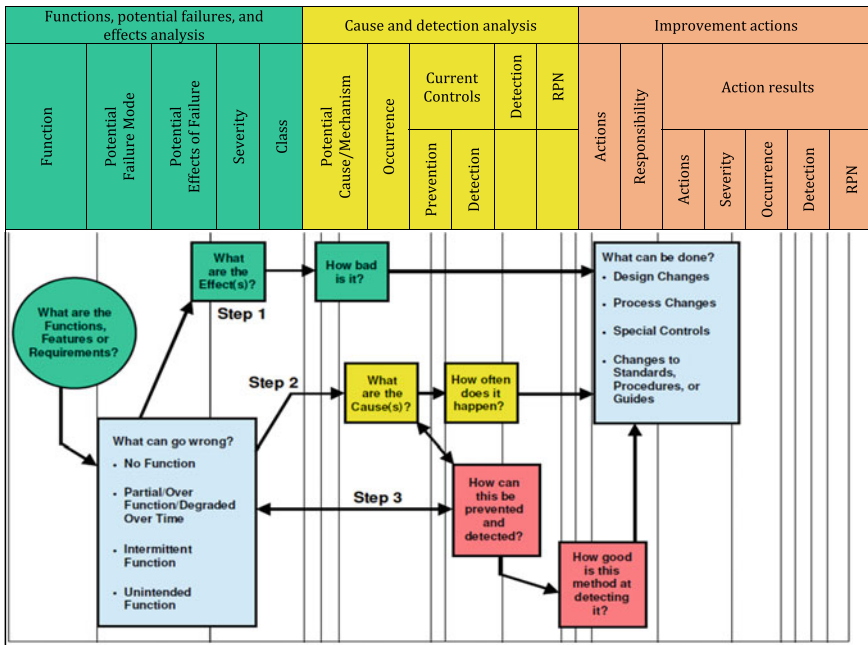 Functions, potential failures, and
effects analysis
Cause and detection analysis
Improvement actions
Function
Potential
Failure Mode
Potential
Effects of Failure
Severity
Class
Potential
Cause/Mechanism
Occurrence
Current
Controls
Prevention
Detection
Detection
RPN
Actions
Responsibility
Action results
Actions
Severity
Occurrence
Detection
RPN
What are the
Functions,
Features or
Requirements?
What
are the
Effect(s)?
Step 1
How bad
is it?
What can be done?
• Design Changes
• Process Changes
• Special Controls
• Changes to
Standards,
Procedures, or
Guides
Step 2
What
are the
Cause(s)?
How often
does it
happen?
What can go wrong?
• No Function
• Partial/Over
Function/Degraded
Over Time
• Intermittent
Function
• Unintended
Function
Step 3
How can
this be
prevented
and
detected?
How good
is this
method at
detecting
it?